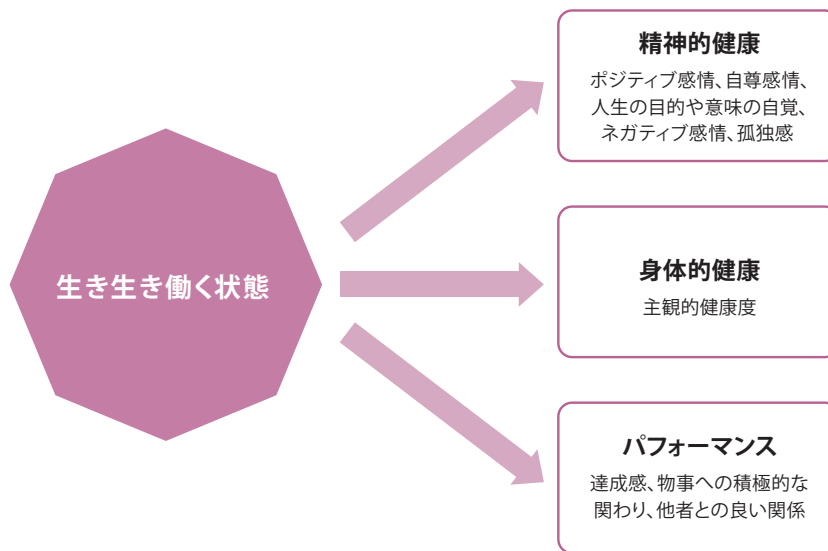 生き生き働く状態
精神的健康
ポジティブ感情、自尊感情、
人生の目的や意味の自覚、
ネガティブ感情、孤独感
身体的健康
主観的健康度
パフォーマンス
達成感、物事への積極的な
関わり、他者との良い関係